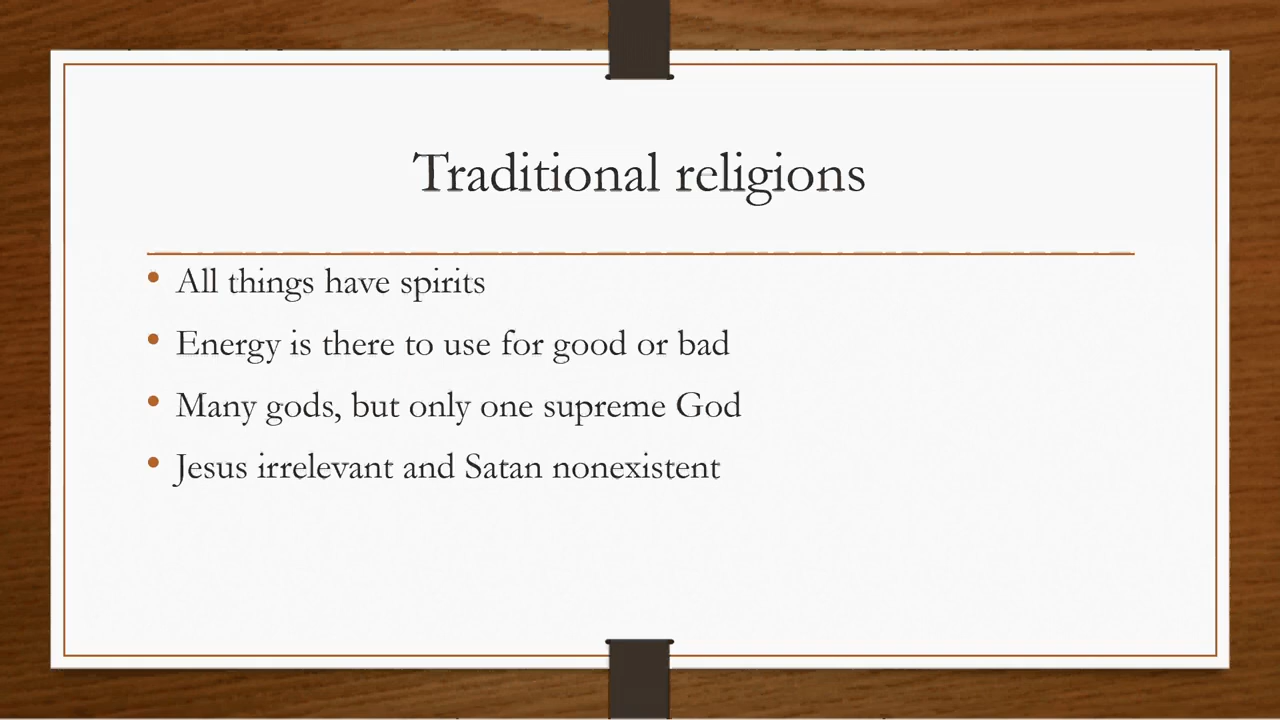 Traditional religions
• All things have spirits
• Energy is there to use for good or bad
• Many gods, but only one supreme God
• Jesus irrelevant and Satan nonexistent